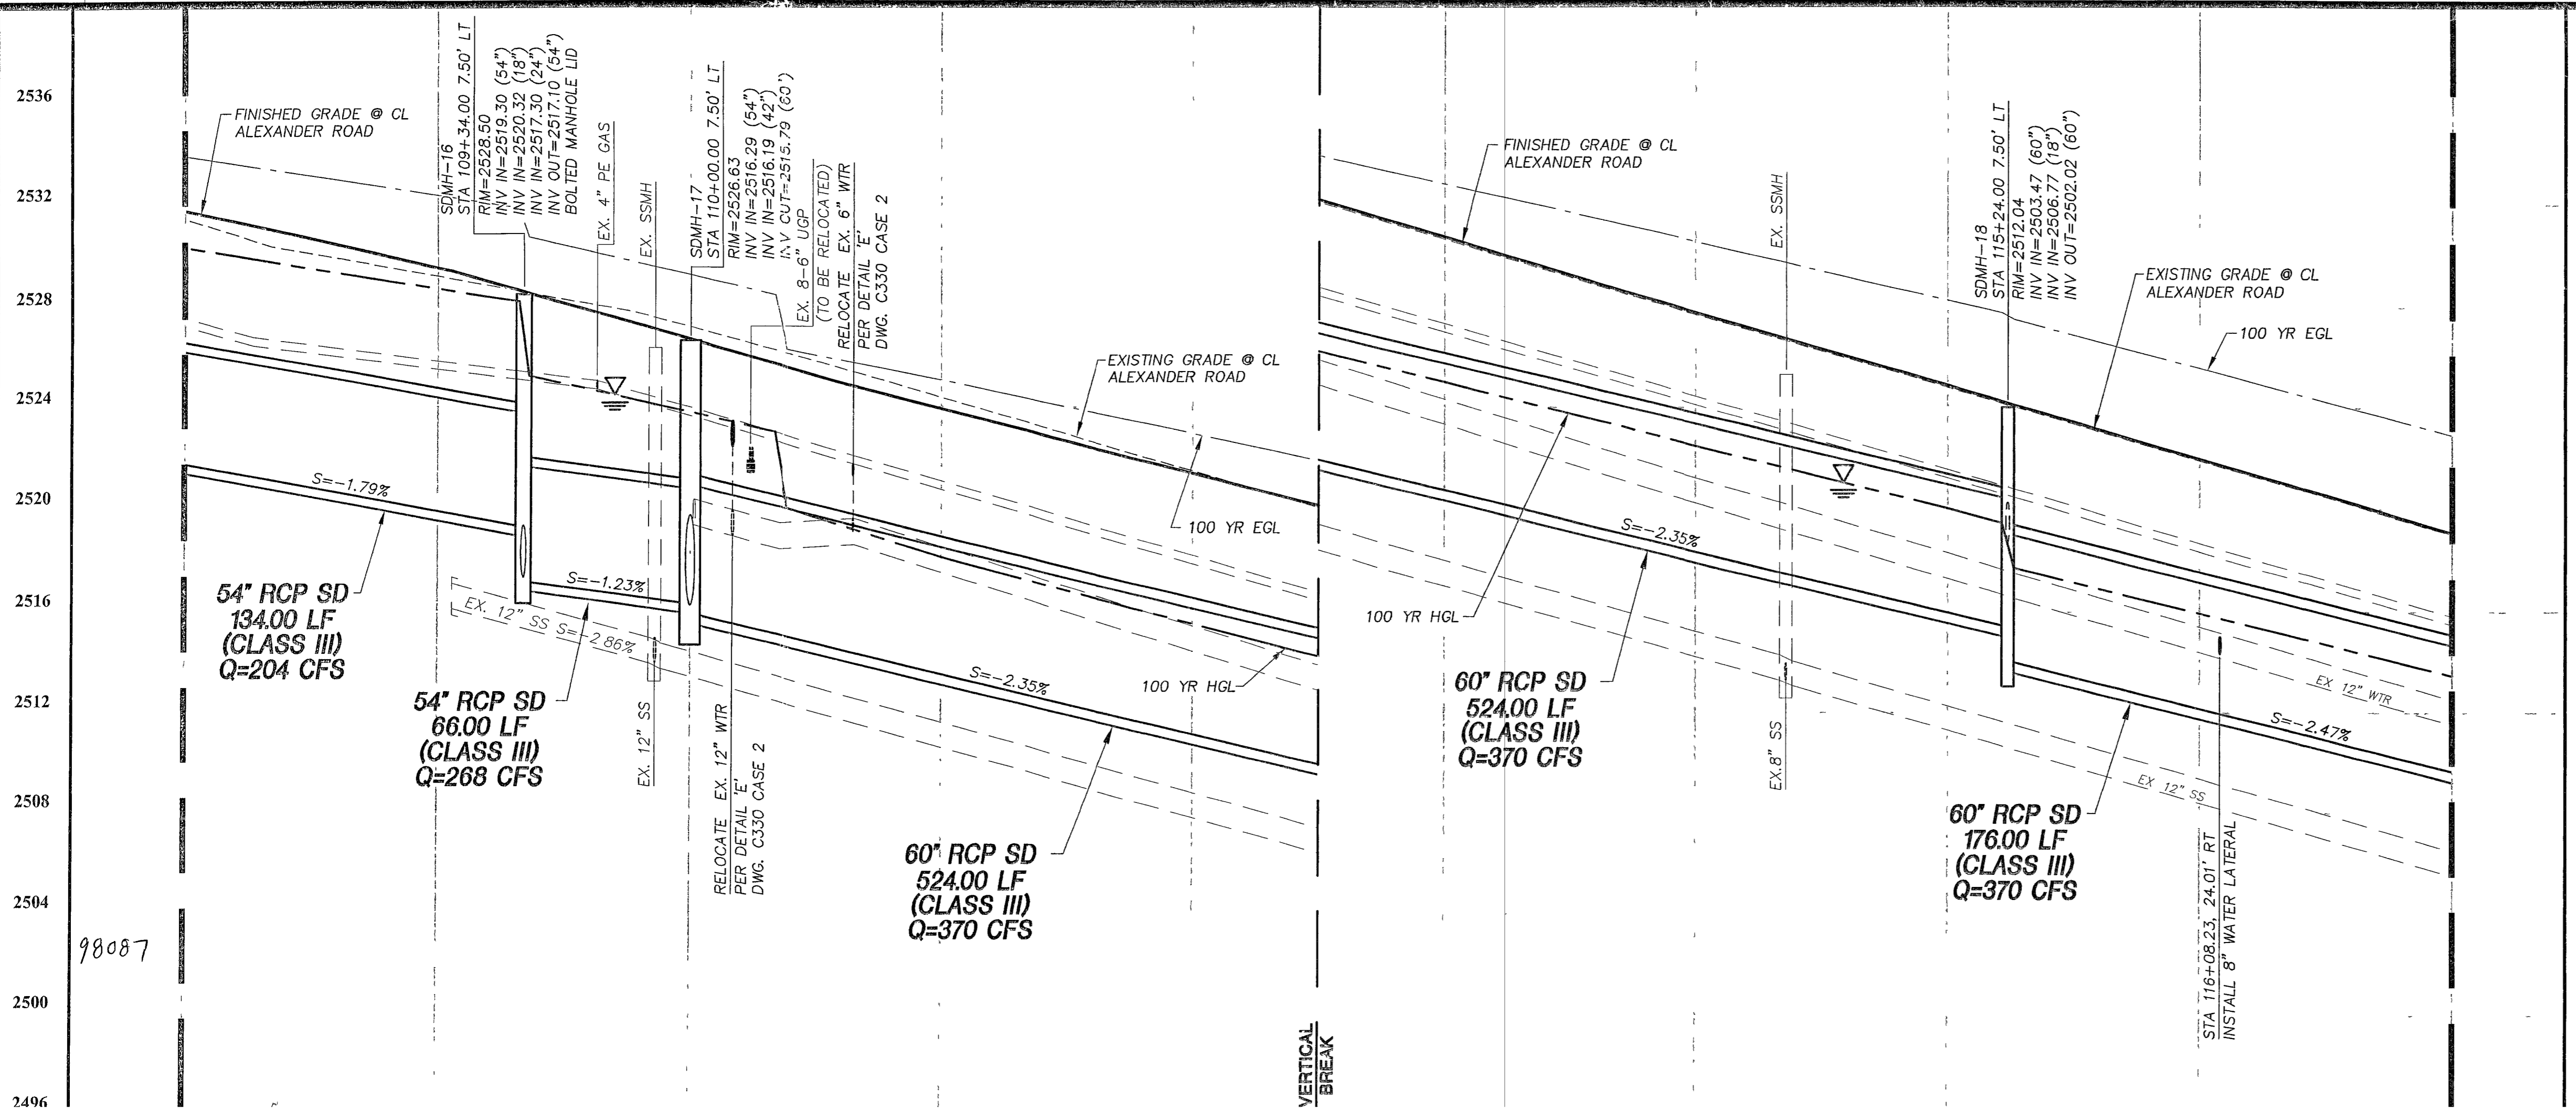 2536
2532
2528
2524
2520
2516
2512
2508
2504
2500
2496
98087
FINISHED GRADE @ CL
ALEXANDER ROAD
SDMH-16
STA 109+34.00 7.50' LT
RIM=2528.50
INV IN=2519.30 (54")
INV IN=2520.32 (18")
INV IN=2517.30 (24")
INV OUT=2517.10 (54")
BOLTED MANHOLE LID
EX. 4" PE GAS
EX. SSMH
SDMH-17
STA 110+00.00 7.50' LT
RIM=2526.63
INV IN=2516.29 (54")
INV IN=2516.19 (42")
INV OUT=2515.79 (60")
EX. 8-6" UGP
(TO BE RELOCATED)
RELOCATE EX. 6" WTR
PER DETAIL 'E'
DWG. C330 CASE 2
EXISTING GRADE @ CL
ALEXANDER ROAD
100 YR EGL
100 YR HGL
S=-1.79%
S=-1.23%
S=-2.35%
EX. 12" SS S=-2.86%
54" RCP SD
134.00 LF
(CLASS III)
Q=204 CFS
54" RCP SD
66.00 LF
(CLASS III)
Q=268 CFS
EX. 12" SS
RELOCATE EX. 12" WTR
PER DETAIL 'E'
DWG. C330 CASE 2
60" RCP SD
524.00 LF
(CLASS III)
Q=370 CFS
VERTICAL
BREAK
FINISHED GRADE @ CL
ALEXANDER ROAD
EX. SSMH
SDMH-18
STA 115+24.00 7.50' LT
RIM=2512.04
INV IN=2503.47 (60")
INV IN=2506.77 (18")
INV OUT=2502.02 (60")
EXISTING GRADE @ CL
ALEXANDER ROAD
100 YR EGL
S=-2.35%
100 YR HGL
60" RCP SD
524.00 LF
(CLASS III)
Q=370 CFS
EX.8" SS
EX 12" WTR
S=-2.47%
EX 12" SS
60" RCP SD
176.00 LF
(CLASS III)
Q=370 CFS
STA 116+08.23, 24.01' RT
INSTALL 8" WATER LATERAL